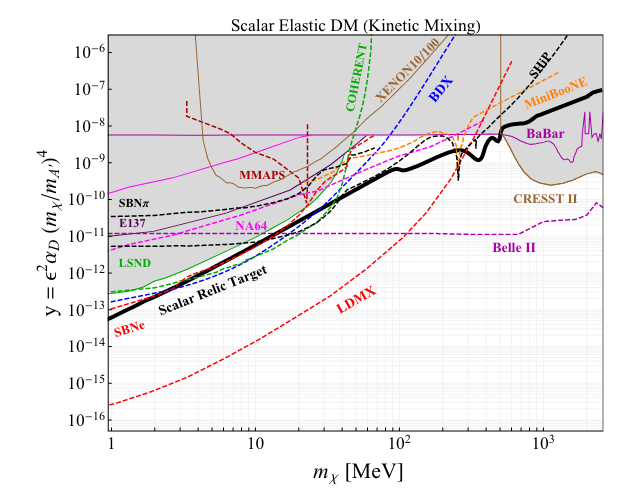 Scalar Elastic DM (Kinetic Mixing)
10⁻⁶
10⁻⁷
10⁻⁸
10⁻⁹
10⁻¹⁰
10⁻¹¹
10⁻¹²
10⁻¹³
10⁻¹⁴
10⁻¹⁵
10⁻¹⁶
y = ϵ²α_D (m_χ/m_A')⁴
COHERENT
XENON10/100
BDX
SHiP
MiniBooNE
BaBar
MMAPS
CRESST II
SBNπ
E137
NA64
Belle II
LSND
Scalar Relic Target
LDMX
SBNe
1
10
10²
10³
m_χ [MeV]